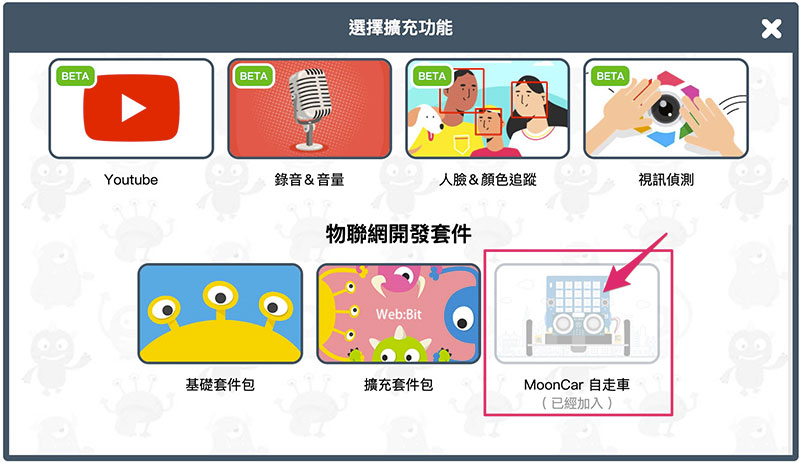 選擇擴充功能
BETA
BETA
BETA
BETA
Youtube
錄音＆音量
人臉＆顏色追蹤
視訊偵測
物聯網開發套件
Web:Bit
基礎套件包
擴充套件包
MoonCar 自走車
（已經加入）